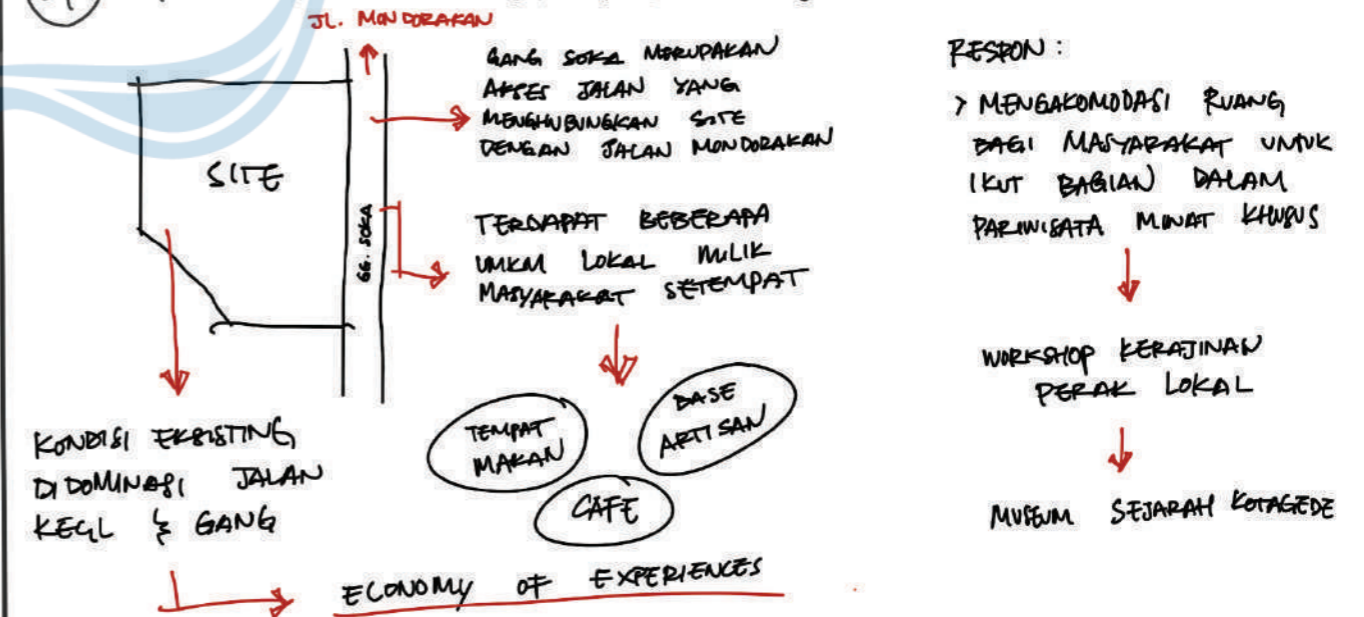 JL. MONDORAKAN
SITE
GG. SOKA
GANG SOKA MERUPAKAN
AKSES JALAN YANG
MENGHUBUNGKAN SITE
DENGAN JALAN MONDORAKAN
TERDAPAT BEBERAPA
UMKM LOKAL MILIK
MASYARAKAT SETEMPAT
TEMPAT
MAKAN
BASE
ARTISAN
CAFE
KONDISI EKSISTING
DIDOMINASI JALAN
KECIL & GANG
ECONOMY OF EXPERIENCES
RESPON :
> MENGAKOMODASI RUANG
BAGI MASYARAKAT UNTUK
IKUT BAGIAN DALAM
PARIWISATA MINAT KHUSUS
WORKSHOP KERAJINAN
PERAK LOKAL
MUSEUM SEJARAH KOTAGEDE